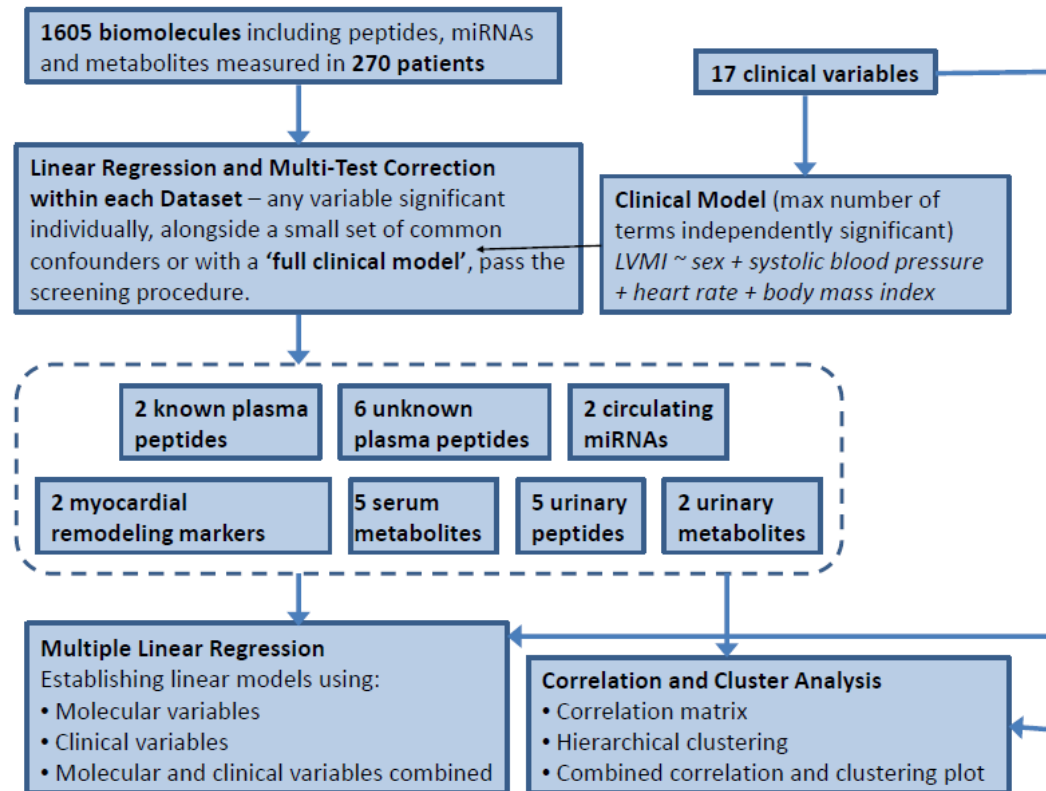 1605 biomolecules including peptides, miRNAs
and metabolites measured in 270 patients
17 clinical variables
Linear Regression and Multi-Test Correction
within each Dataset – any variable significant
individually, alongside a small set of common
confounders or with a ‘full clinical model’, pass the
screening procedure.
Clinical Model (max number of
terms independently significant)
LVMI ~ sex + systolic blood pressure
+ heart rate + body mass index
2 known plasma
peptides
6 unknown
plasma peptides
2 circulating
miRNAs
2 myocardial
remodeling markers
5 serum
metabolites
5 urinary
peptides
2 urinary
metabolites
Multiple Linear Regression
Establishing linear models using:
• Molecular variables
• Clinical variables
• Molecular and clinical variables combined
Correlation and Cluster Analysis
• Correlation matrix
• Hierarchical clustering
• Combined correlation and clustering plot